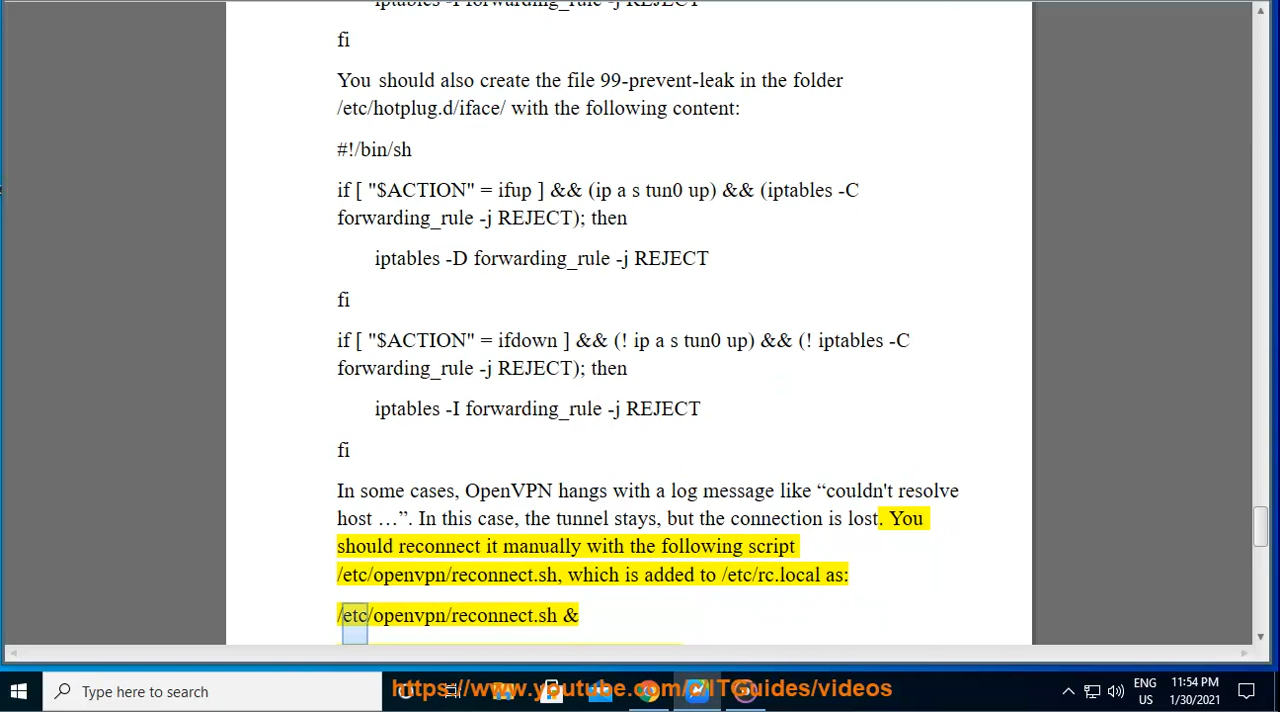 iptables -I forwarding_rule -j REJECT
fi
You should also create the file 99-prevent-leak in the folder
/etc/hotplug.d/iface/ with the following content:
#!/bin/sh
if [ "$ACTION" = ifup ] && (ip a s tun0 up) && (iptables -C
forwarding_rule -j REJECT); then
iptables -D forwarding_rule -j REJECT
fi
if [ "$ACTION" = ifdown ] && (! ip a s tun0 up) && (! iptables -C
forwarding_rule -j REJECT); then
iptables -I forwarding_rule -j REJECT
fi
In some cases, OpenVPN hangs with a log message like “couldn't resolve
host …”. In this case, the tunnel stays, but the connection is lost. You
should reconnect it manually with the following script
/etc/openvpn/reconnect.sh, which is added to /etc/rc.local as:
/etc/openvpn/reconnect.sh &
Type here to search
ENG
US
11:54 PM
1/30/2021